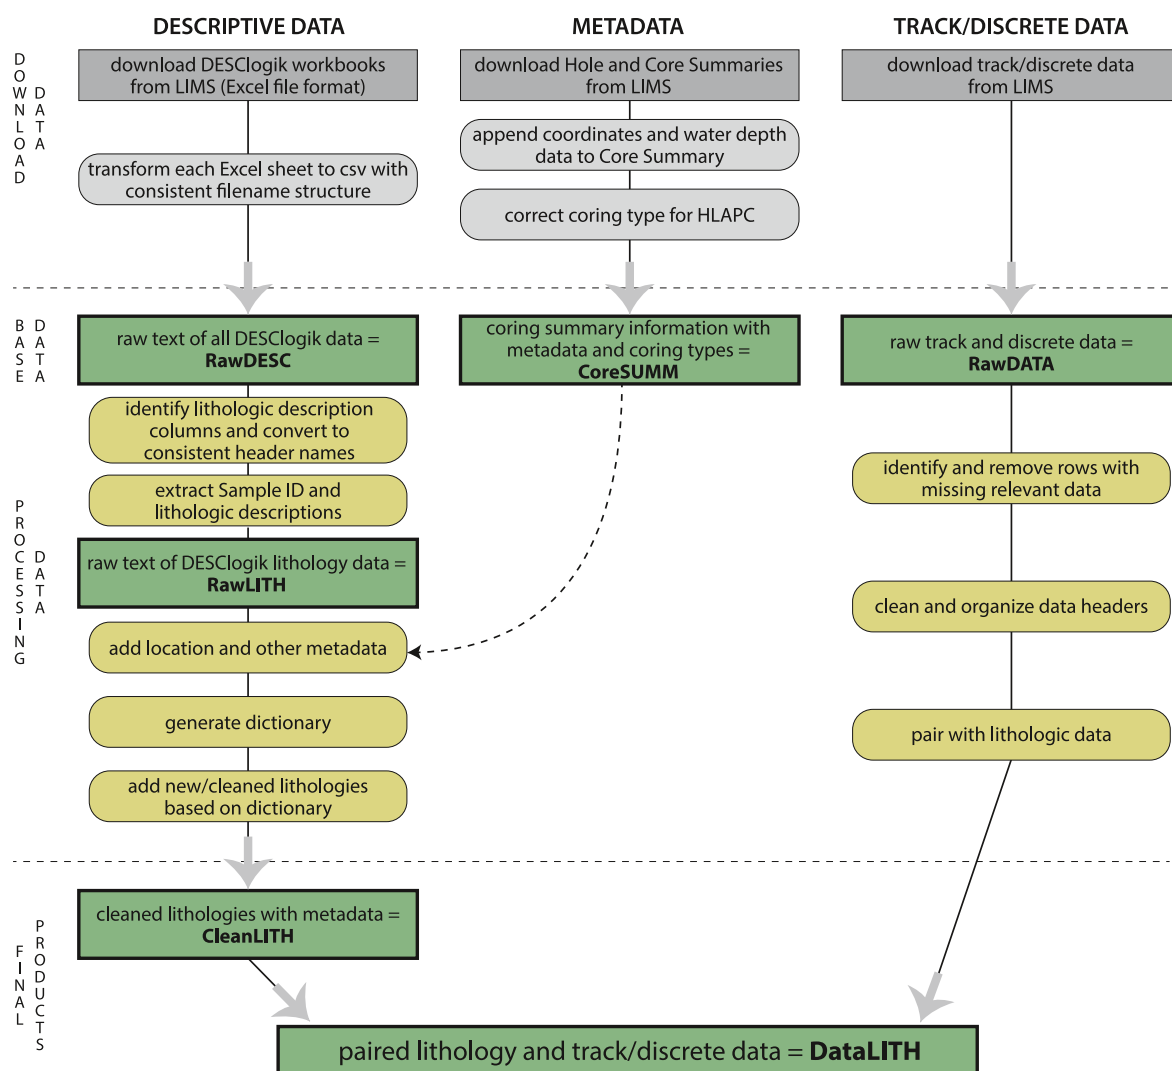 DESCRIPTIVE DATA
METADATA
TRACK/DISCRETE DATA
DOWNLOAD
DATA
download DESClogik workbooks
from LIMS (Excel file format)
download Hole and Core Summaries
from LIMS
download track/discrete data
from LIMS
transform each Excel sheet to csv with
consistent filename structure
append coordinates and water depth
data to Core Summary
correct coring type for HLAPC
BASE
DATA
raw text of all DESClogik data =
RawDESC
coring summary information with
metadata and coring types =
CoreSUMM
raw track and discrete data =
RawDATA
PROCESSING
DATA
identify lithologic description
columns and convert to
consistent header names
extract Sample ID and
lithologic descriptions
raw text of DESClogik lithology data =
RawLITH
add location and other metadata
generate dictionary
add new/cleaned lithologies
based on dictionary
identify and remove rows with
missing relevant data
clean and organize data headers
pair with lithologic data
FINAL
PRODUCTS
cleaned lithologies with metadata =
CleanLITH
paired lithology and track/discrete data = DataLITH